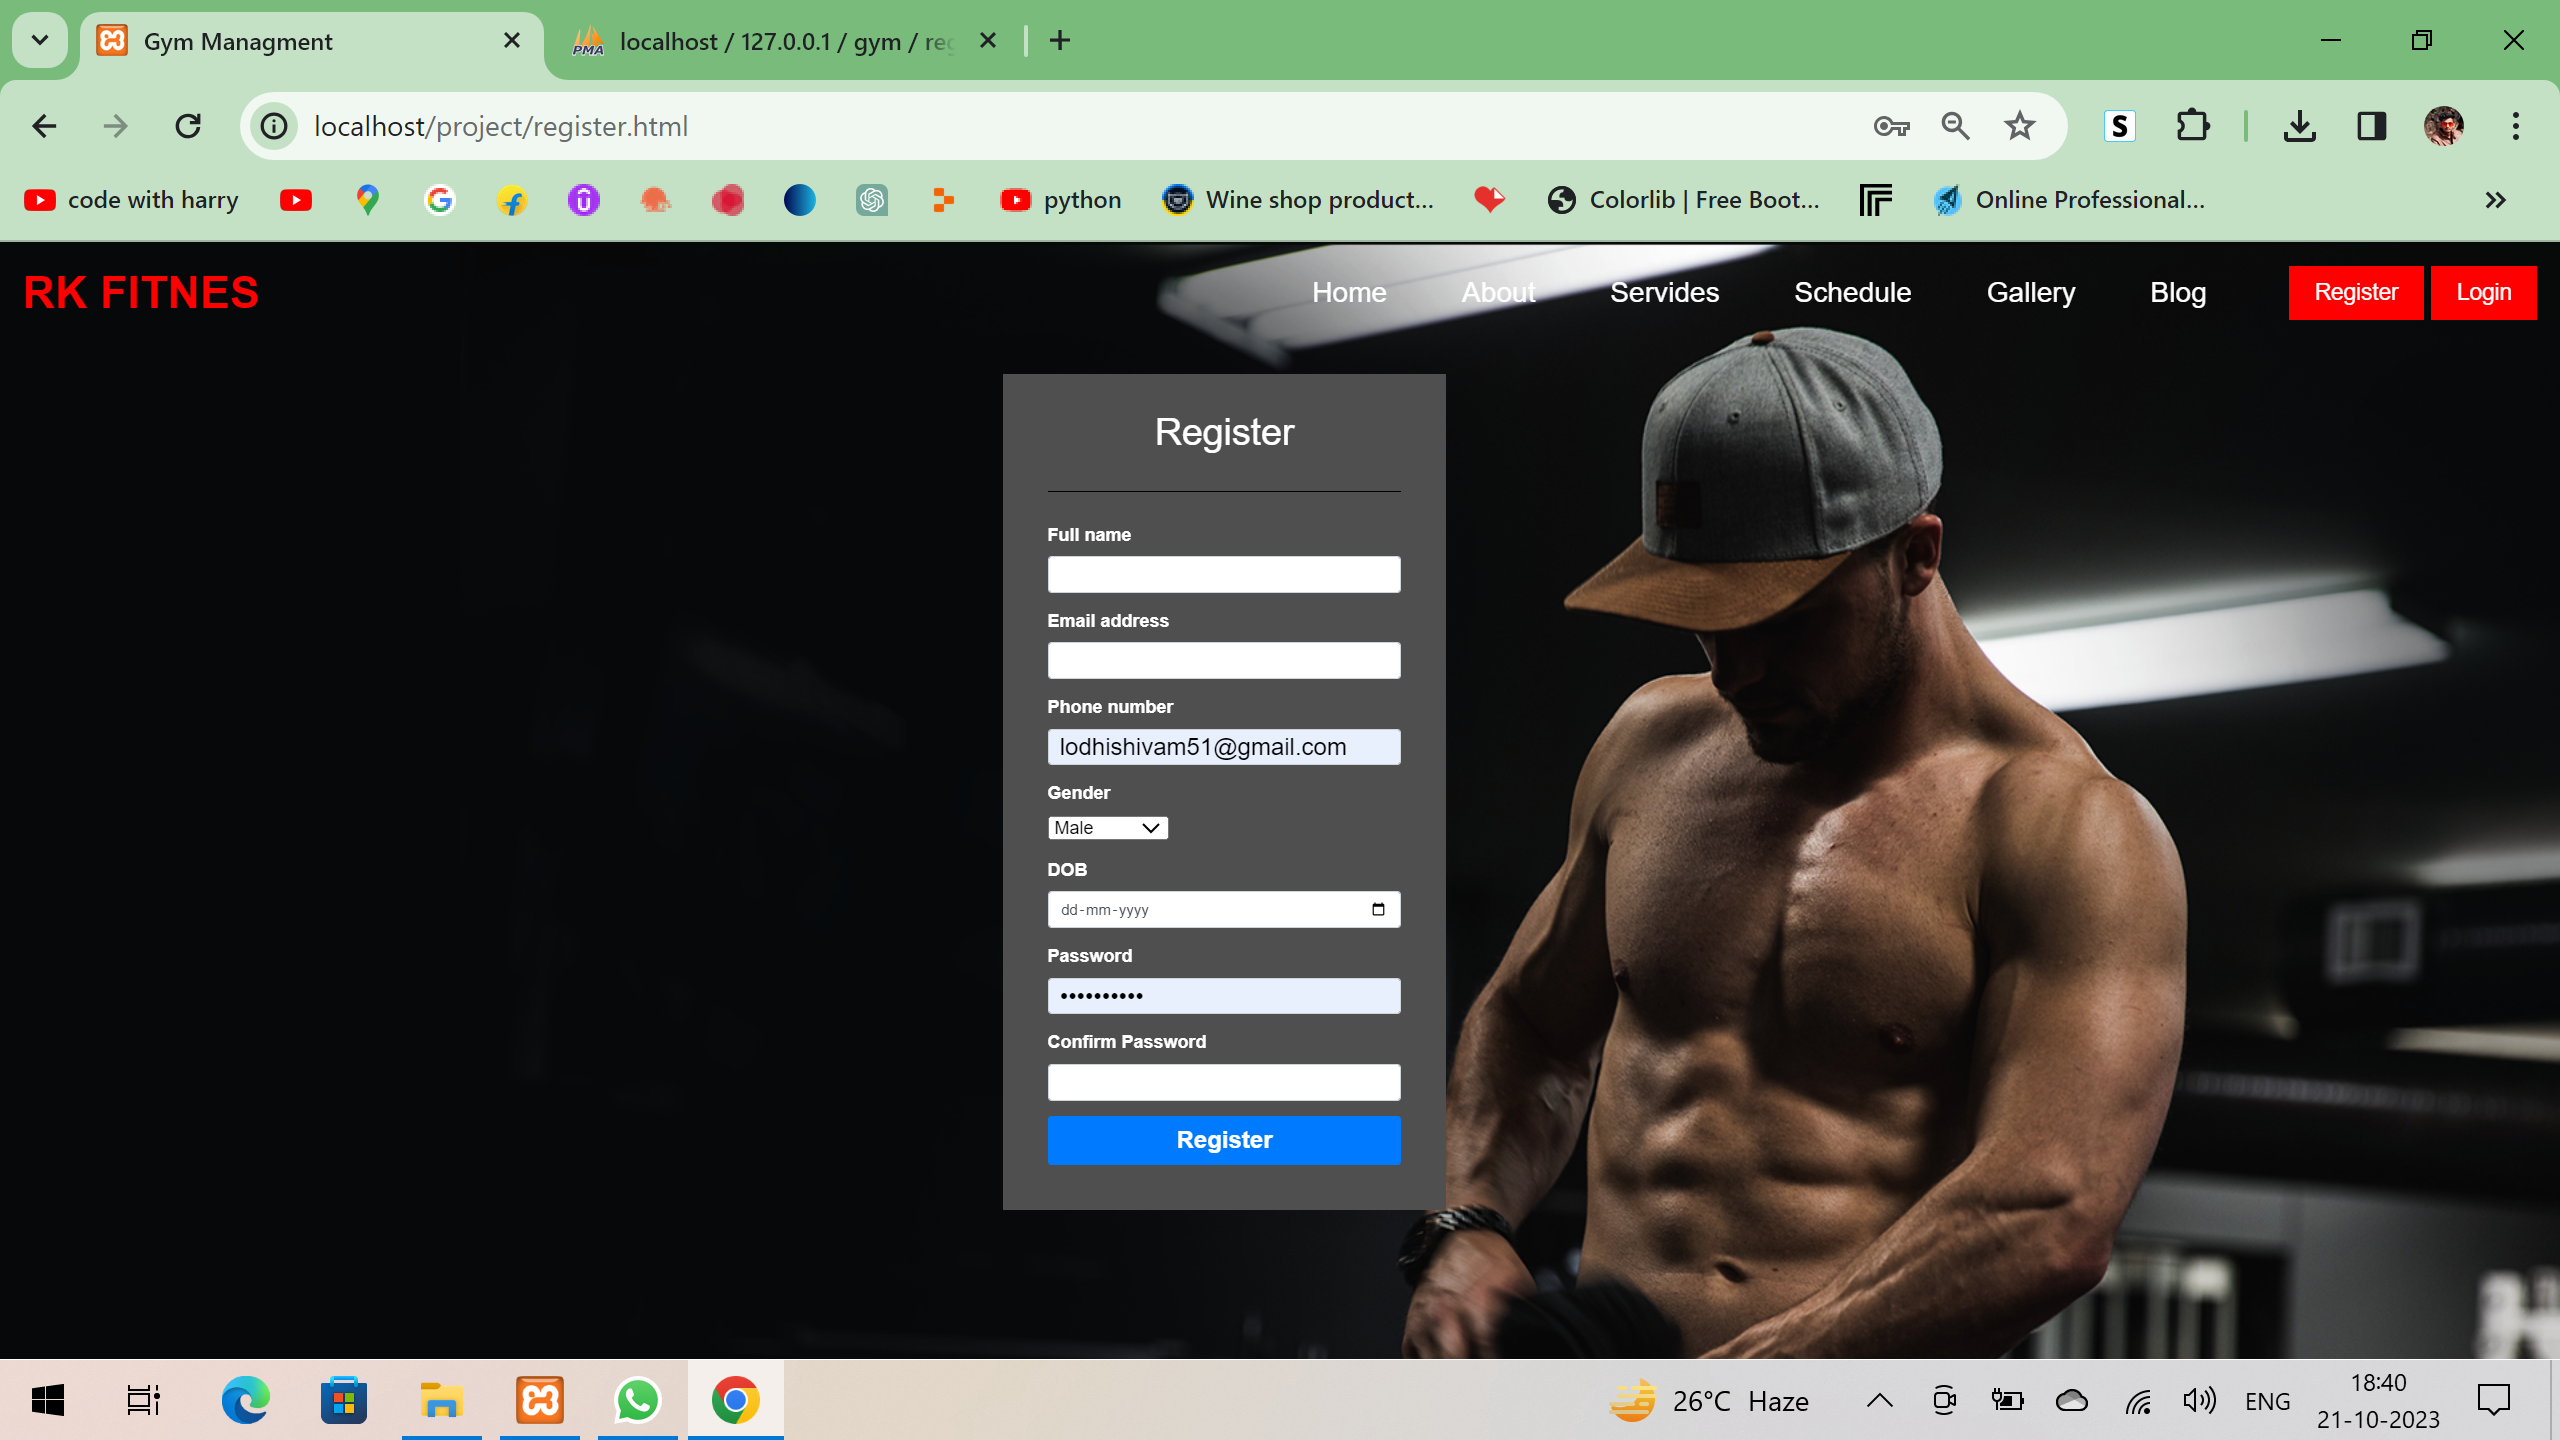 Gym Managment
localhost / 127.0.0.1 / gym / re
localhost/project/register.html
code with harry
python
Wine shop product...
Colorlib | Free Boot...
Online Professional...
RK FITNES
Home About Servides Schedule Gallery Blog Register Login
Register
Full name
Email address
Phone number
lodhishivam51@gmail.com
Gender
Male
DOB
dd-mm-yyyy
Password
Confirm Password
Register
26°C Haze
ENG
18:40
21-10-2023